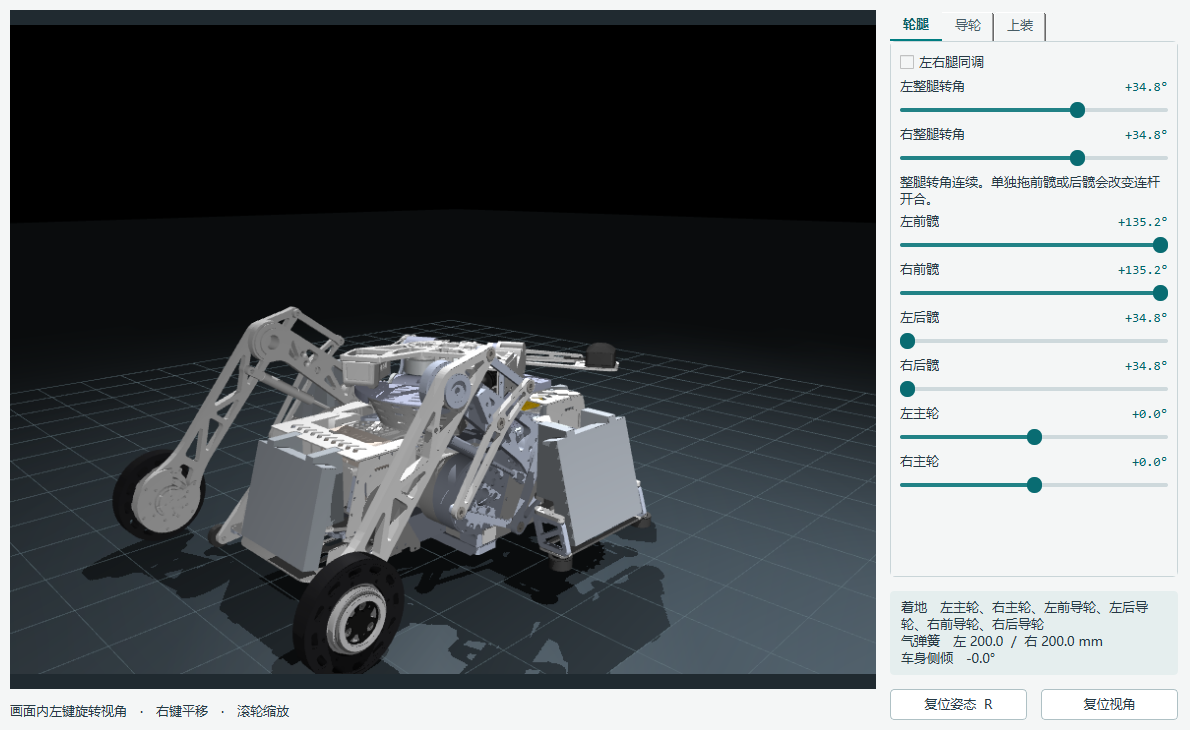 轮腿 导轮 上装
左右腿同调
左整腿转角 +34.8°
右整腿转角 +34.8°
整腿转角连续。单独拖前髋或后髋会改变连杆
开合。
左前髋 +135.2°
右前髋 +135.2°
左后髋 +34.8°
右后髋 +34.8°
左主轮 +0.0°
右主轮 +0.0°
着地 左主轮、右主轮、左前导轮、左后导
轮、右前导轮、右后导轮
气弹簧 左 200.0 / 右 200.0 mm
车身侧倾 -0.0°
复位姿态 R 复位视角
画面内左键旋转视角 · 右键平移 · 滚轮缩放